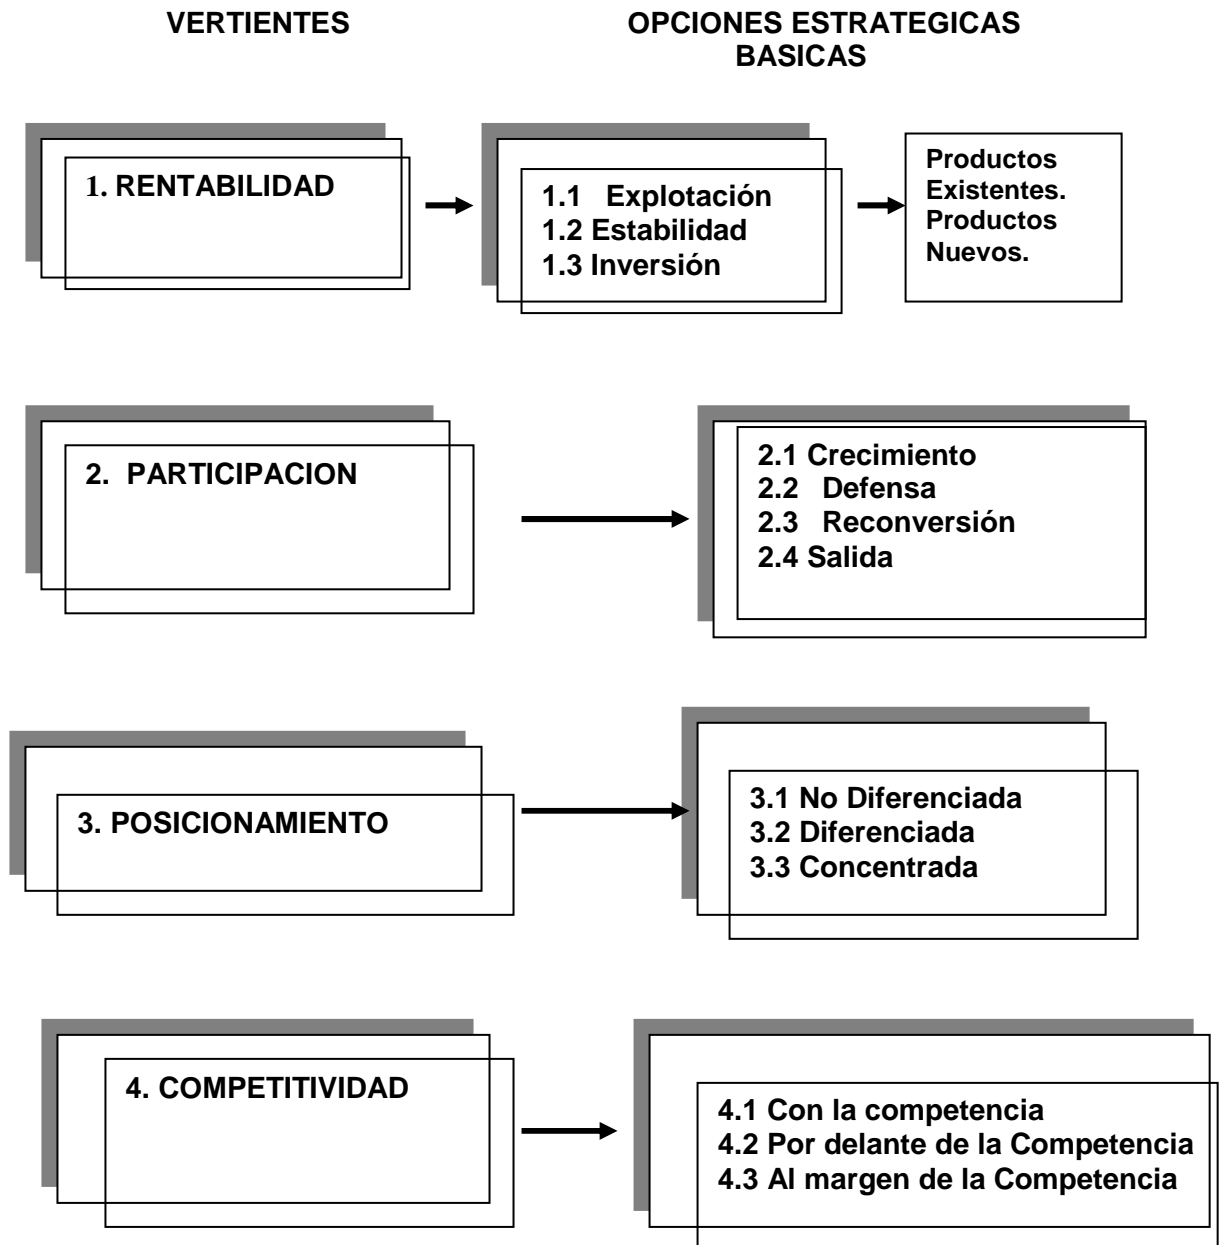 VERTIENTES
OPCIONES ESTRATEGICAS
BASICAS
1. RENTABILIDAD
1.1 Explotación
1.2 Estabilidad
1.3 Inversión
Productos
Existentes.
Productos
Nuevos.
2. PARTICIPACION
2.1 Crecimiento
2.2 Defensa
2.3 Reconversión
2.4 Salida
3. POSICIONAMIENTO
3.1 No Diferenciada
3.2 Diferenciada
3.3 Concentrada
4. COMPETITIVIDAD
4.1 Con la competencia
4.2 Por delante de la Competencia
4.3 Al margen de la Competencia